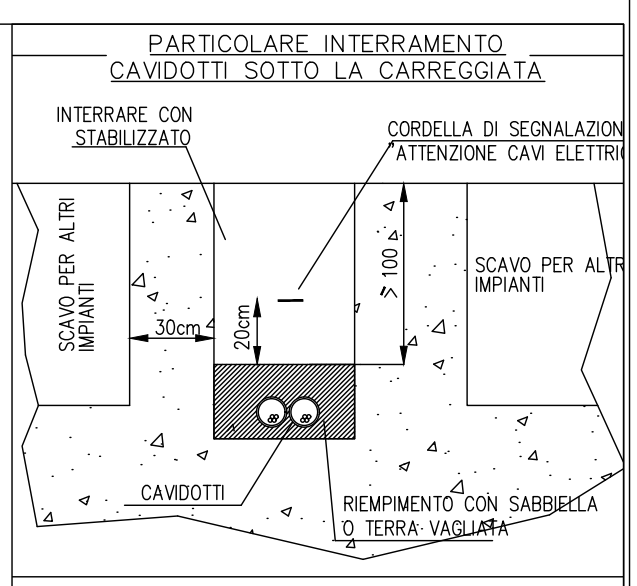 PARTICOLARE INTERRAMENTO
CAVIDOTTI SOTTO LA CARREGGIATA
INTERRARE CON
STABILIZZATO
CORDELLA DI SEGNALAZION
"ATTENZIONE CAVI ELETTRIC
SCAVO PER ALTRI
IMPIANTI
30cm
20cm
≥100
SCAVO PER ALTR
IMPIANTI
CAVIDOTTI
RIEMPIMENTO CON SABBIELLA
O TERRA VAGLIATA